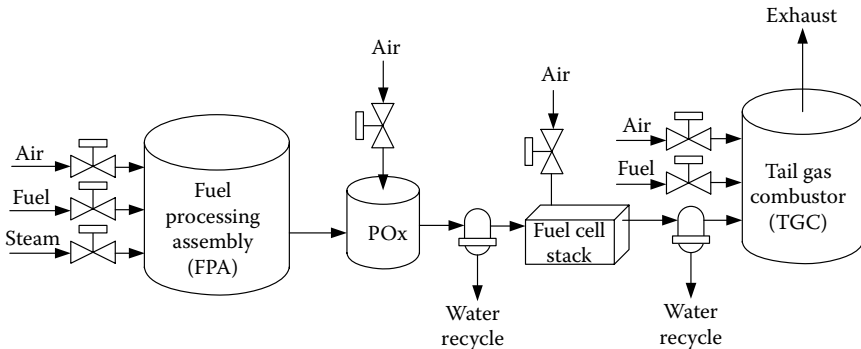 Exhaust
Air
Air
Air
Fuel
Steam
Fuel
processing
assembly
(FPA)
POx
Water
recycle
Fuel cell
stack
Air
Fuel
Water
recycle
Tail gas
combustor
(TGC)